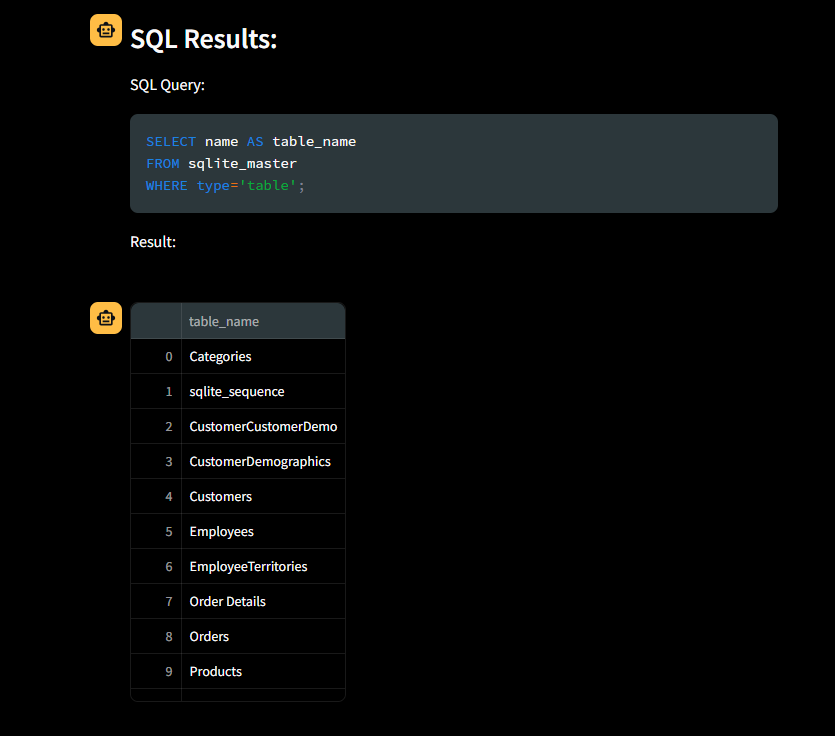 SQL Results:
SQL Query:
SELECT name AS table_name
FROM sqlite_master
WHERE type='table';
Result:
table_name
0 Categories
1 sqlite_sequence
2 CustomerCustomerDemo
3 CustomerDemographics
4 Customers
5 Employees
6 EmployeeTerritories
7 Order Details
8 Orders
9 Products